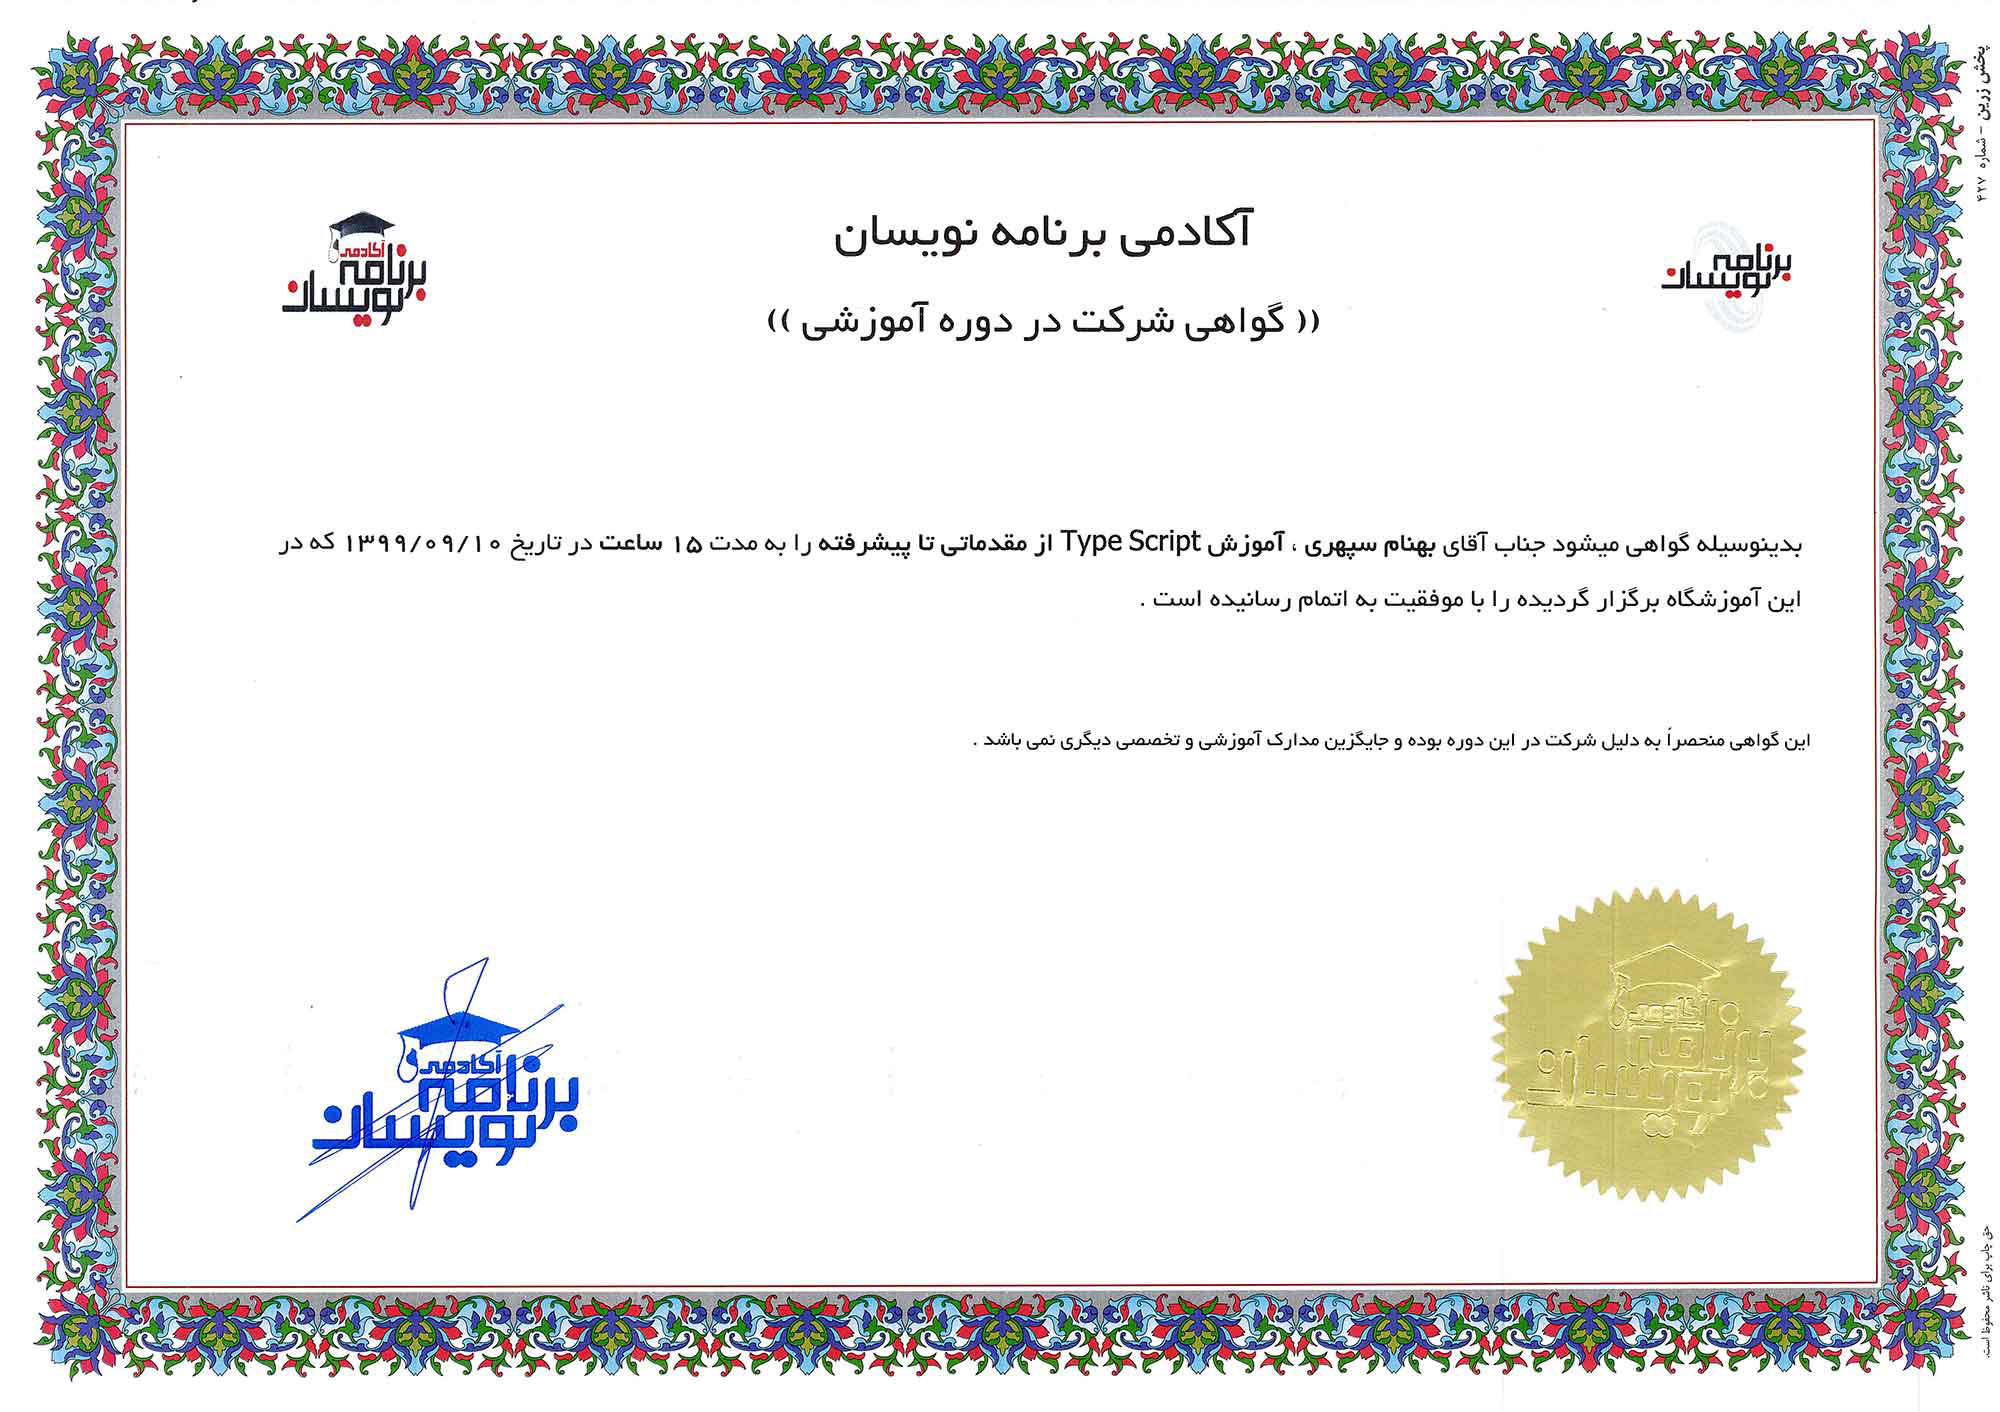 پخش زرین - شماره ۴۲۷
برنامه
نویسان
آکادمی
برنامه
نویسان
آکادمی برنامه نویسان
(( گواهی شرکت در دوره آموزشی ))
بدینوسیله گواهی میشود جناب آقای بهنام سپهری ، آموزش Type Script از مقدماتی تا پیشرفته را به مدت ۱۵ ساعت در تاریخ ۱۳۹۹/۰۹/۱۰ که در
این آموزشگاه برگزار گردیده را با موفقیت به اتمام رسانیده است .
این گواهی منحصراً به دلیل شرکت در این دوره بوده و جایگزین مدارک آموزشی و تخصصی دیگری نمی باشد .
آکادمی
برنامه
نویسان
آکادمی
برنامه
نویسان
حق چاپ برای ناشر محفوظ است.